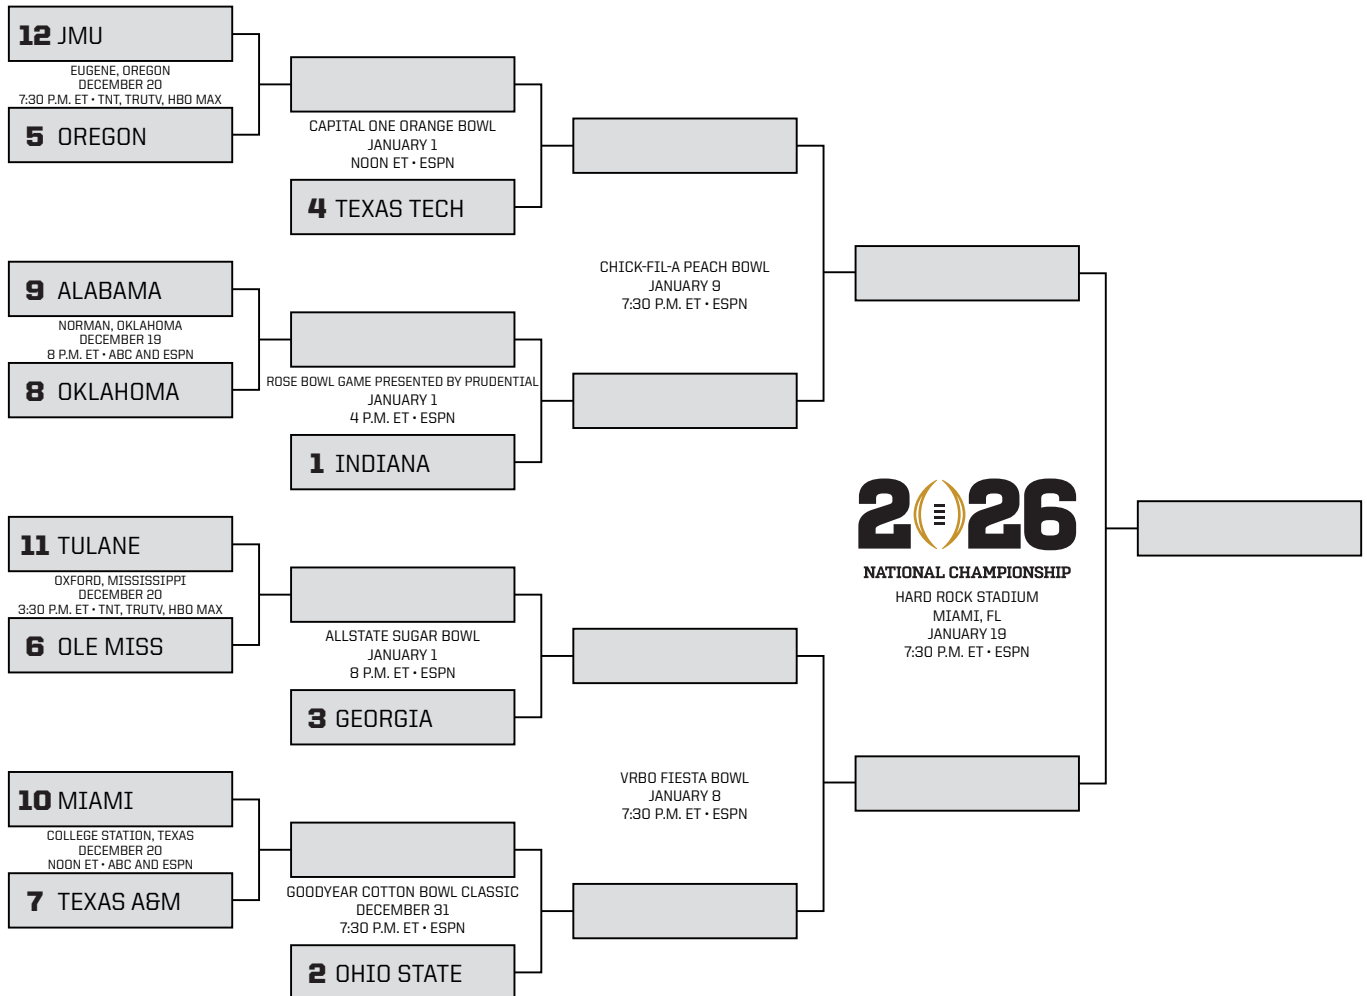 12 JMU
EUGENE, OREGON
DECEMBER 20
7:30 P.M. ET • TNT, TRUTV, HBO MAX
5 OREGON
CAPITAL ONE ORANGE BOWL
JANUARY 1
NOON ET • ESPN
4 TEXAS TECH
9 ALABAMA
NORMAN, OKLAHOMA
DECEMBER 19
8 P.M. ET • ABC AND ESPN
8 OKLAHOMA
ROSE BOWL GAME PRESENTED BY PRUDENTIAL
JANUARY 1
4 P.M. ET • ESPN
1 INDIANA
CHICK-FIL-A PEACH BOWL
JANUARY 9
7:30 P.M. ET • ESPN
11 TULANE
OXFORD, MISSISSIPPI
DECEMBER 20
3:30 P.M. ET • TNT, TRUTV, HBO MAX
6 OLE MISS
ALLSTATE SUGAR BOWL
JANUARY 1
8 P.M. ET • ESPN
3 GEORGIA
10 MIAMI
COLLEGE STATION, TEXAS
DECEMBER 20
NOON ET • ABC AND ESPN
7 TEXAS A&M
GOODYEAR COTTON BOWL CLASSIC
DECEMBER 31
7:30 P.M. ET • ESPN
2 OHIO STATE
VRBO FIESTA BOWL
JANUARY 8
7:30 P.M. ET • ESPN
2026
NATIONAL CHAMPIONSHIP
HARD ROCK STADIUM
MIAMI, FL
JANUARY 19
7:30 P.M. ET • ESPN